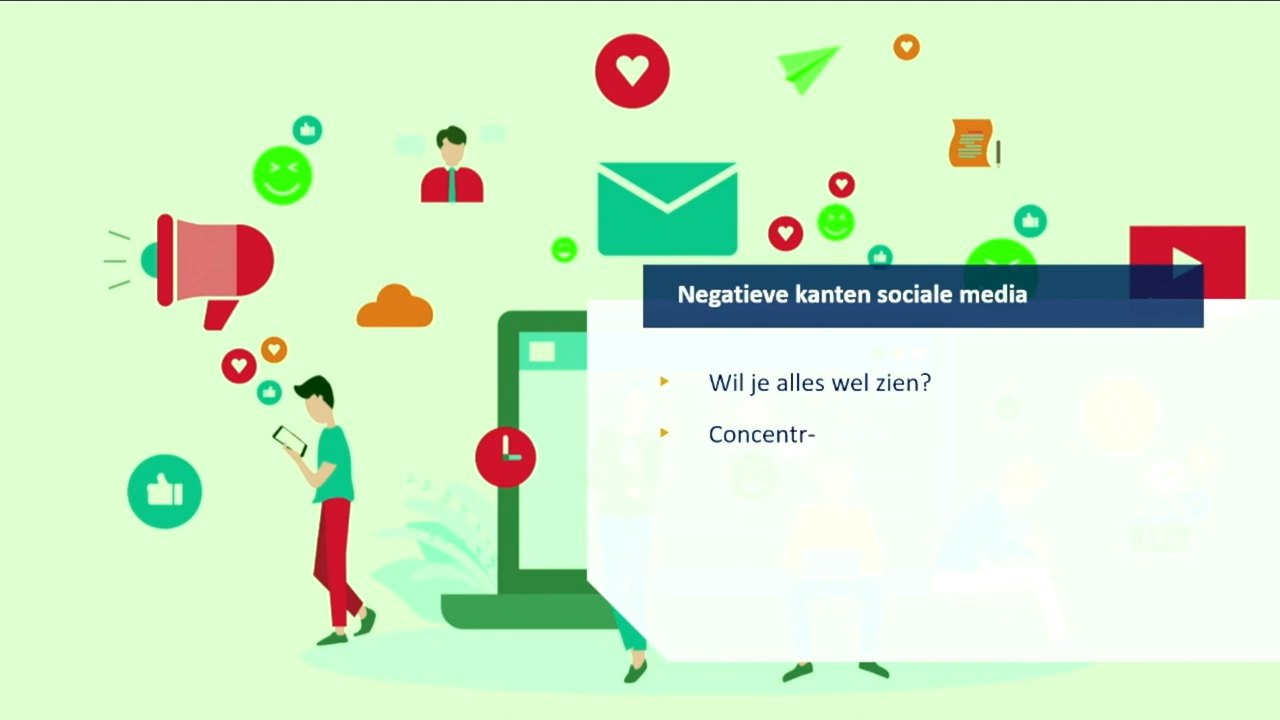 Negatieve kanten sociale media
Wil je alles wel zien?
Concentr-